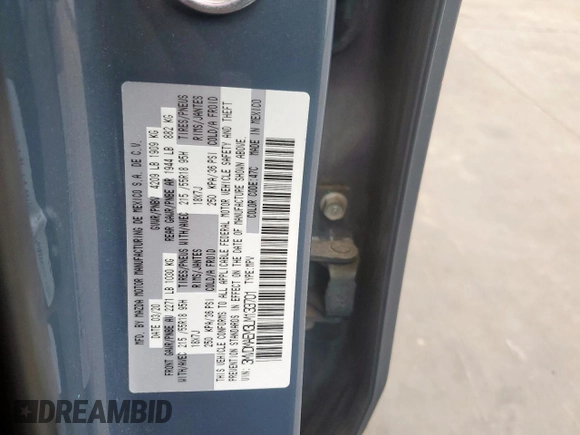 MFG. BY MAZDA MOTOR MANUFACTURING DE MEXICO S.A. DE C.V.
DATE 03/20 GVWR/PNBV 4209 LB 1909 KG
FRONT GAWR/PNBE AV 2271 LB 1030 KG REAR GAWR/PNBE AR 1944 LB 882 KG
WITH/AVEC 215/55R18 95H TIRES/PNEUS WITH/AVEC 215/55R18 95H TIRES/PNEUS
18X7J RIMS/JANTES 18X7J RIMS/JANTES
250 KPA/36 PSI COLD/A FROID 250 KPA/36 PSI COLD/A FROID
THIS VEHICLE CONFORMS TO ALL APPLICABLE FEDERAL MOTOR VEHICLE SAFETY AND THEFT
PREVENTION STANDARDS IN EFFECT ON THE DATE OF MANUFACTURE SHOWN ABOVE.
COLOR CODE:47C
MADE IN MEXICO
VIN: TYPE:MPV
DREAMBID